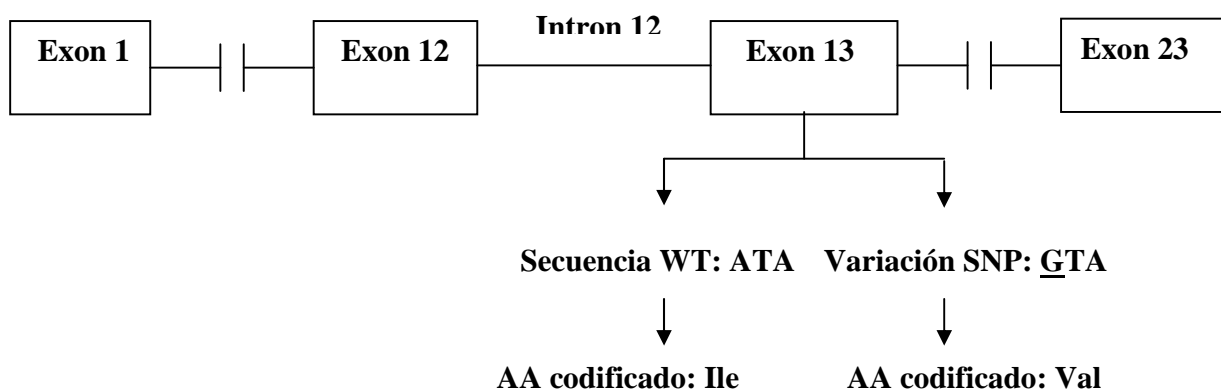 Intron 12
Exon 1
Exon 12
Exon 13
Exon 23
Secuencia WT: ATA
Variación SNP: GTA
AA codificado: Ile
AA codificado: Val